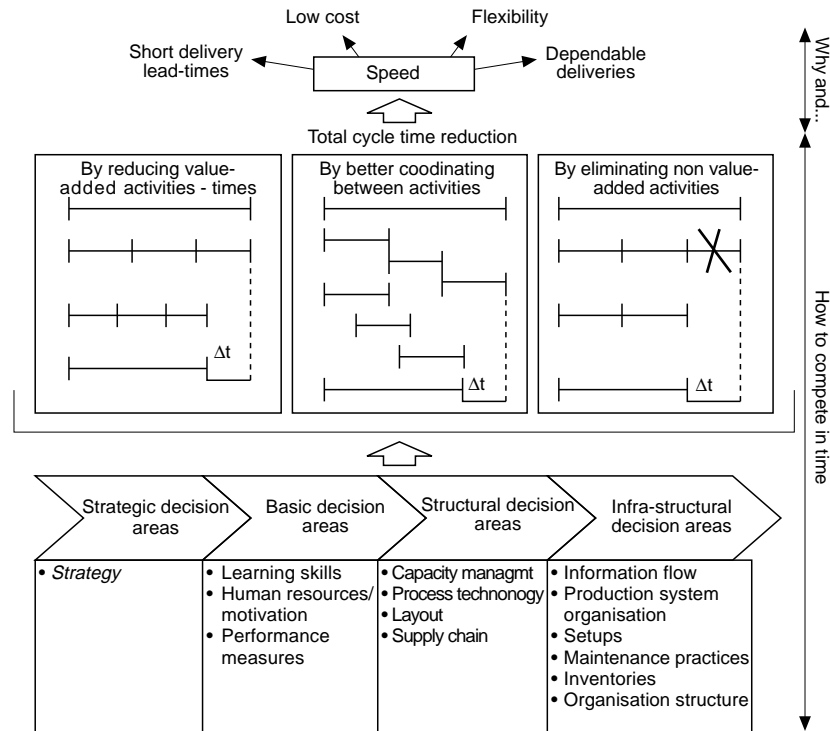 Low cost
Flexibility
Short delivery
lead-times
Speed
Dependable
deliveries
Why and...
Total cycle time reduction
By reducing value-
added activities - times
By better coodinating
between activities
By eliminating non value-
added activities
Δt
Δt
Δt
How to compete in time
Strategic decision
areas
Basic decision
areas
Structural decision
areas
Infra-structural
decision areas
• Strategy
• Learning skills
• Human resources/
motivation
• Performance
measures
• Capacity managmt
• Process technonogy
• Layout
• Supply chain
• Information flow
• Production system
organisation
• Setups
• Maintenance practices
• Inventories
• Organisation structure